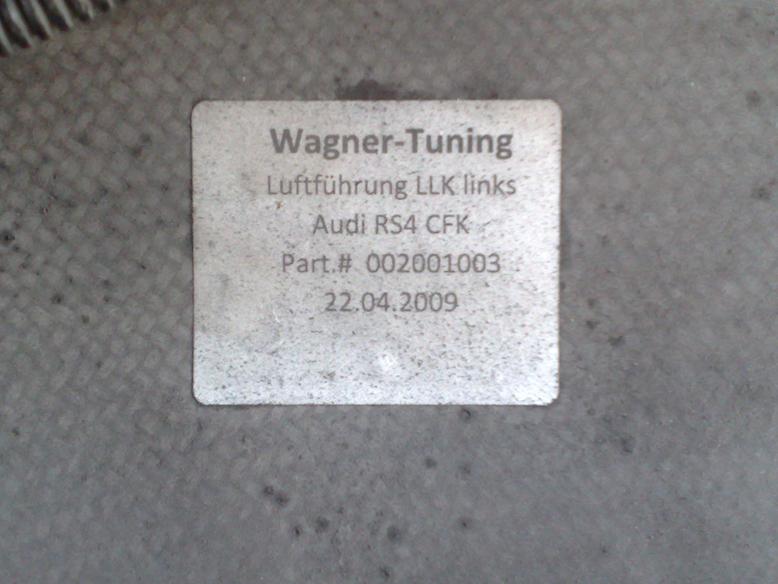 Wagner-Tuning
Luftführung LLK links
Audi RS4 CFK
Part.# 002001003
22.04.2009